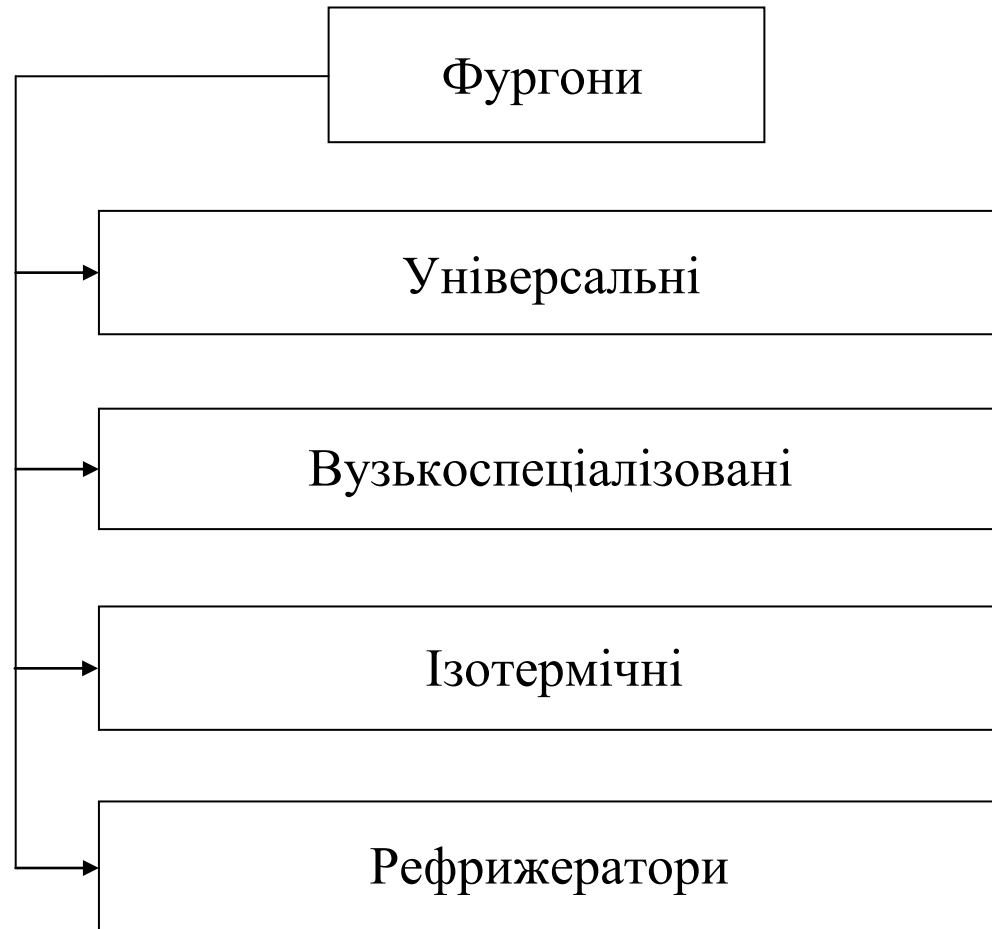 Фургони
Універсальні
Вузькоспеціалізовані
Ізотермічні
Рефрижератори